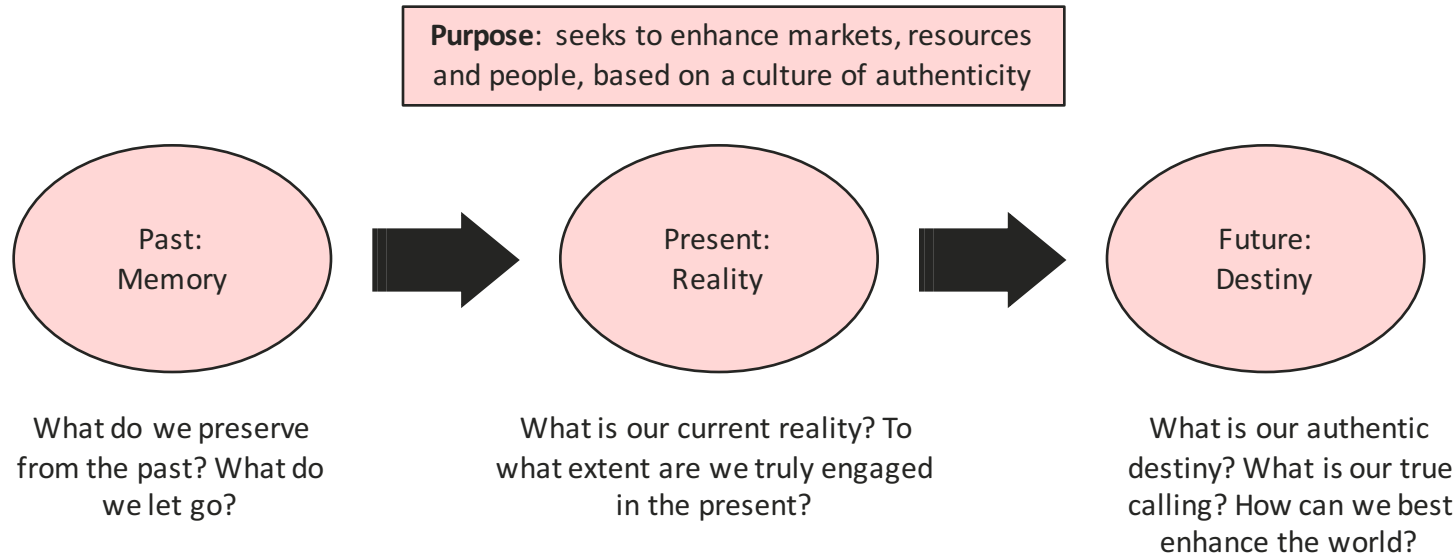 Purpose: seeks to enhance markets, resources
and people, based on a culture of authenticity
Past:
Memory
Present:
Reality
Future:
Destiny
What do we preserve
from the past? What do
we let go?
What is our current reality? To
what extent are we truly engaged
in the present?
What is our authentic
destiny? What is our true
calling? How can we best
enhance the world?